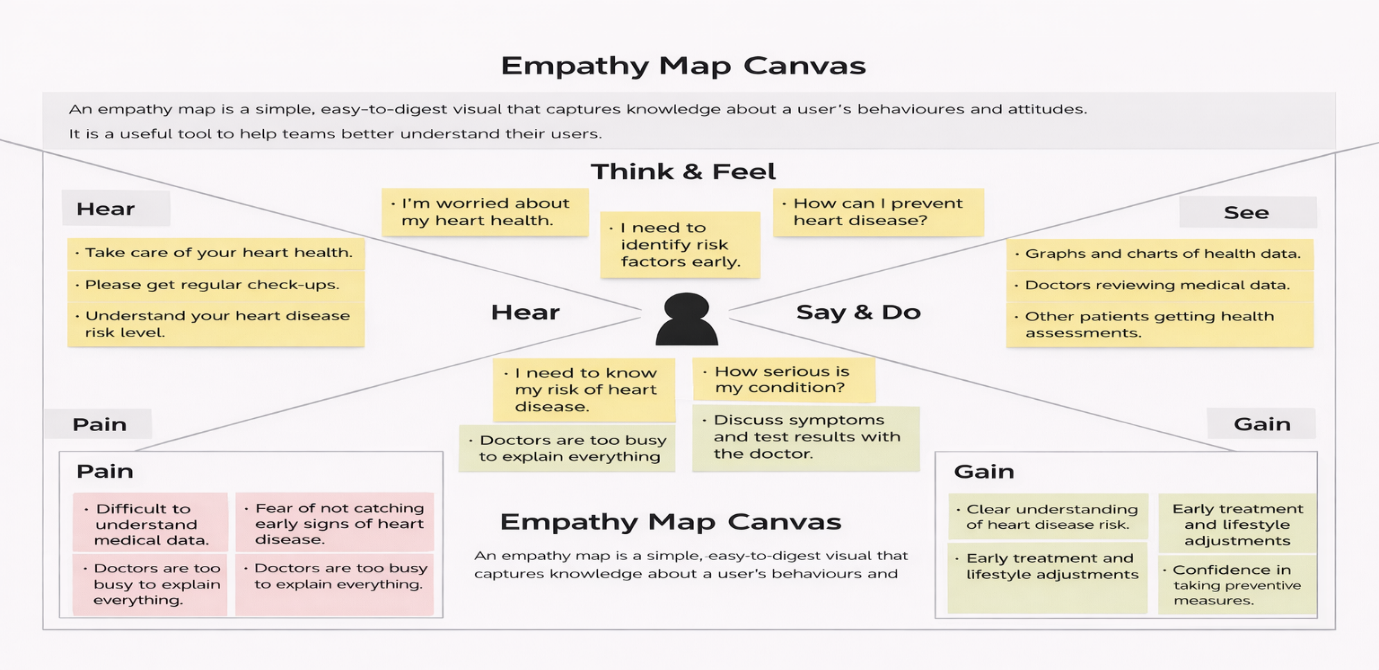 Empathy Map Canvas
An empathy map is a simple, easy-to-digest visual that captures knowledge about a user's behavioures and attitudes.
It is a useful tool to help teams better understand their users.
Think & Feel
Hear
· Take care of your heart health.
· Please get regular check-ups.
· Understand your heart disease
risk level.
· I'm worried about
my heart health.
· I need to
identify risk
factors early.
· How can I prevent
heart disease?
See
· Graphs and charts of health data.
· Doctors reviewing medical data.
· Other patients getting health
assessments.
Hear
Say & Do
· I need to know
my risk of heart
disease.
· Doctors are too busy
to explain everything
· How serious is
my condition?
· Discuss symptoms
and test results with
the doctor.
Pain
Pain
· Difficult to
understand
medical data.
· Fear of not catching
early signs of heart
disease.
· Doctors are too
busy to explain
everything.
· Doctors are too busy
to explain everything.
Empathy Map Canvas
An empathy map is a simple, easy-to-digest visual that
captures knowledge about a user's behaviours and
Gain
Gain
· Clear understanding
of heart disease risk.
Early treatment
and lifestyle
adjustments
· Early treatment and
lifestyle adjustments
· Confidence in
taking preventive
measures.